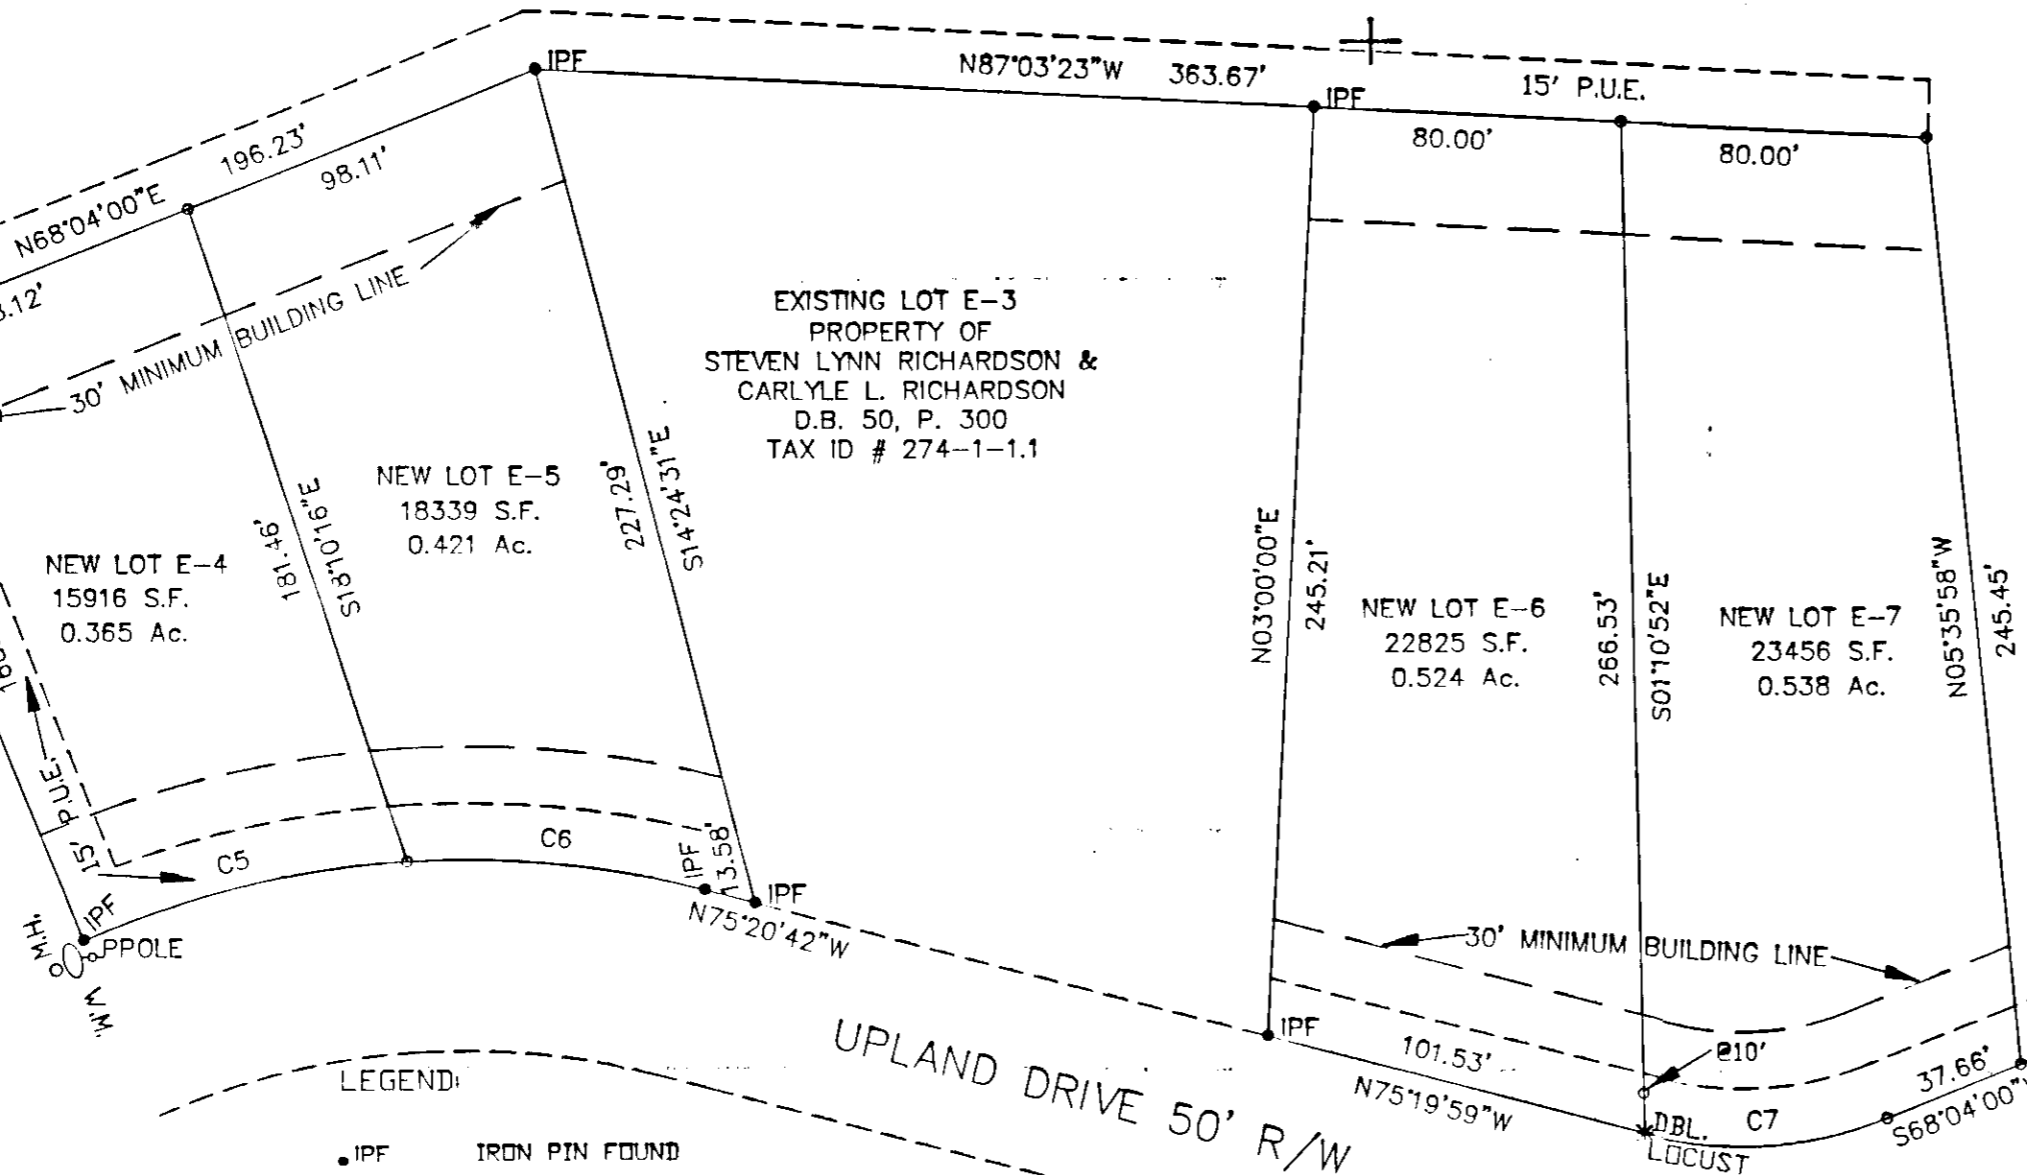 IPF
N87°03'23"W 363.67'
15' P.U.E.
IPF
196.23'
98.11'
80.00'
80.00'
N68°04'00"E
3.12'
30' MINIMUM BUILDING LINE
EXISTING LOT E-3
PROPERTY OF
STEVEN LYNN RICHARDSON &
CARLYLE L. RICHARDSON
D.B. 50, P. 300
TAX ID # 274-1-1.1
NEW LOT E-5
18339 S.F.
0.421 Ac.
227.29'
S14°24'31"E
181.46'
S18°10'16"E
NEW LOT E-4
15916 S.F.
0.365 Ac.
N03°00'00"E
245.21'
NEW LOT E-6
22825 S.F.
0.524 Ac.
266.53'
S01°10'52"E
NEW LOT E-7
23456 S.F.
0.538 Ac.
N05°35'58"W
245.45'
15' P.U.E.
C5
C6
IPF
13.58'
IPF
N75°20'42"W
IPF
M.H.
PPOLE
W.M.
30' MINIMUM BUILDING LINE
IPF
101.53'
N75°19'59"W
@10'
37.66'
S68°04'00"
DBL.
LOCUST
C7
UPLAND DRIVE 50' R/W
LEGEND:
IPF IRON PIN FOUND